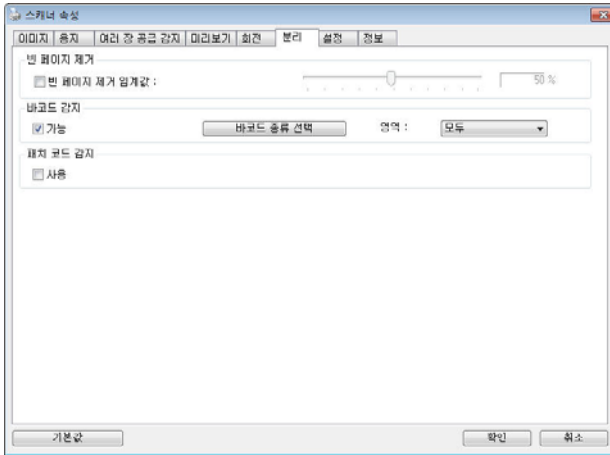 스캐너 속성
이미지 용지 여러 장 공급 감지 미리보기 회전 분리 설정 정보
빈 페이지 제거
빈 페이지 제거 임계값 : 50 %
바코드 감지
가능 바코드 종류 선택 영역 : 모두
패치 코드 감지
사용
기본값 확인 취소